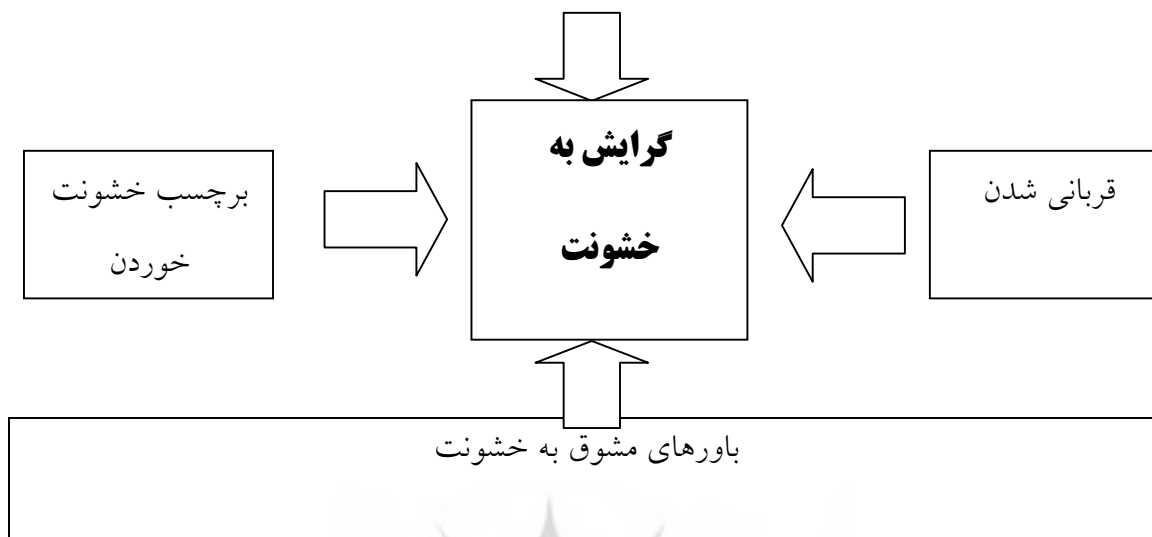 گرایش به
خشونت
قربانی شدن
برچسب خشونت
خوردن
باورهای مشوق به خشونت